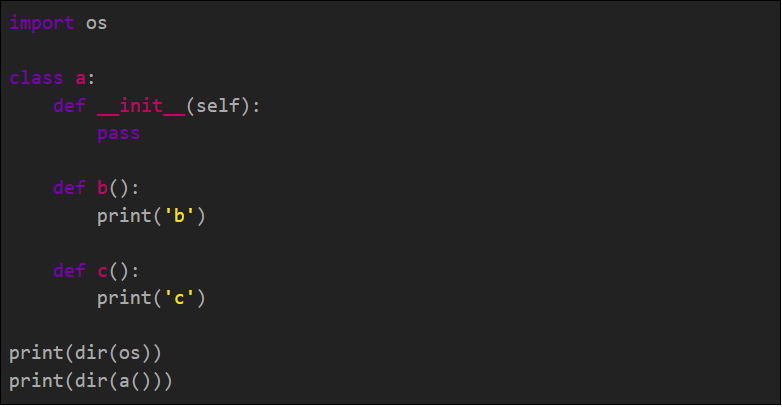 import os
class a:
    def __init__(self):
        pass
    def b():
        print('b')
    def c():
        print('c')
print(dir(os))
print(dir(a()))